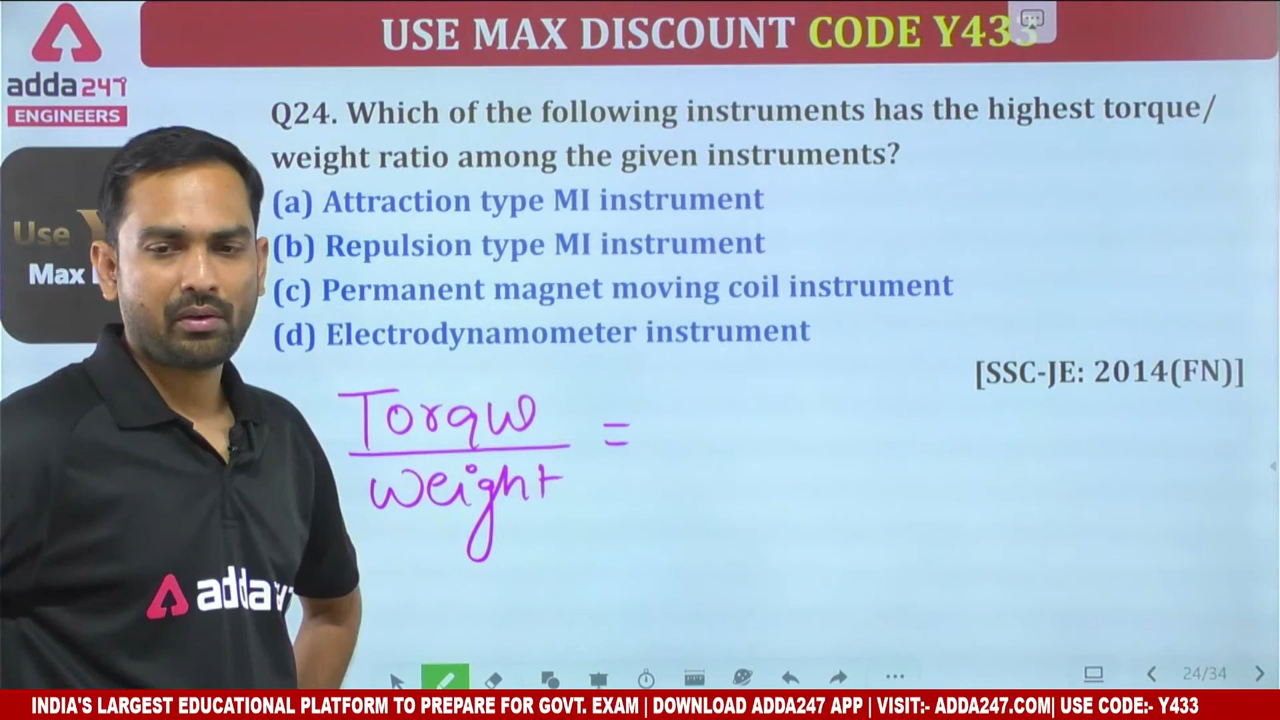 USE MAX DISCOUNT CODE Y433
adda247
ENGINEERS
Q24. Which of the following instruments has the highest torque/
weight ratio among the given instruments?
(a) Attraction type MI instrument
(b) Repulsion type MI instrument
(c) Permanent magnet moving coil instrument
(d) Electrodynamometer instrument
[SSC-JE: 2014(FN)]
Use Y
Max
Torque
=
Weight
adda247
24/34
INDIA'S LARGEST EDUCATIONAL PLATFORM TO PREPARE FOR GOVT. EXAM | DOWNLOAD ADDA247 APP | VISIT:- ADDA247.COM| USE CODE:- Y433